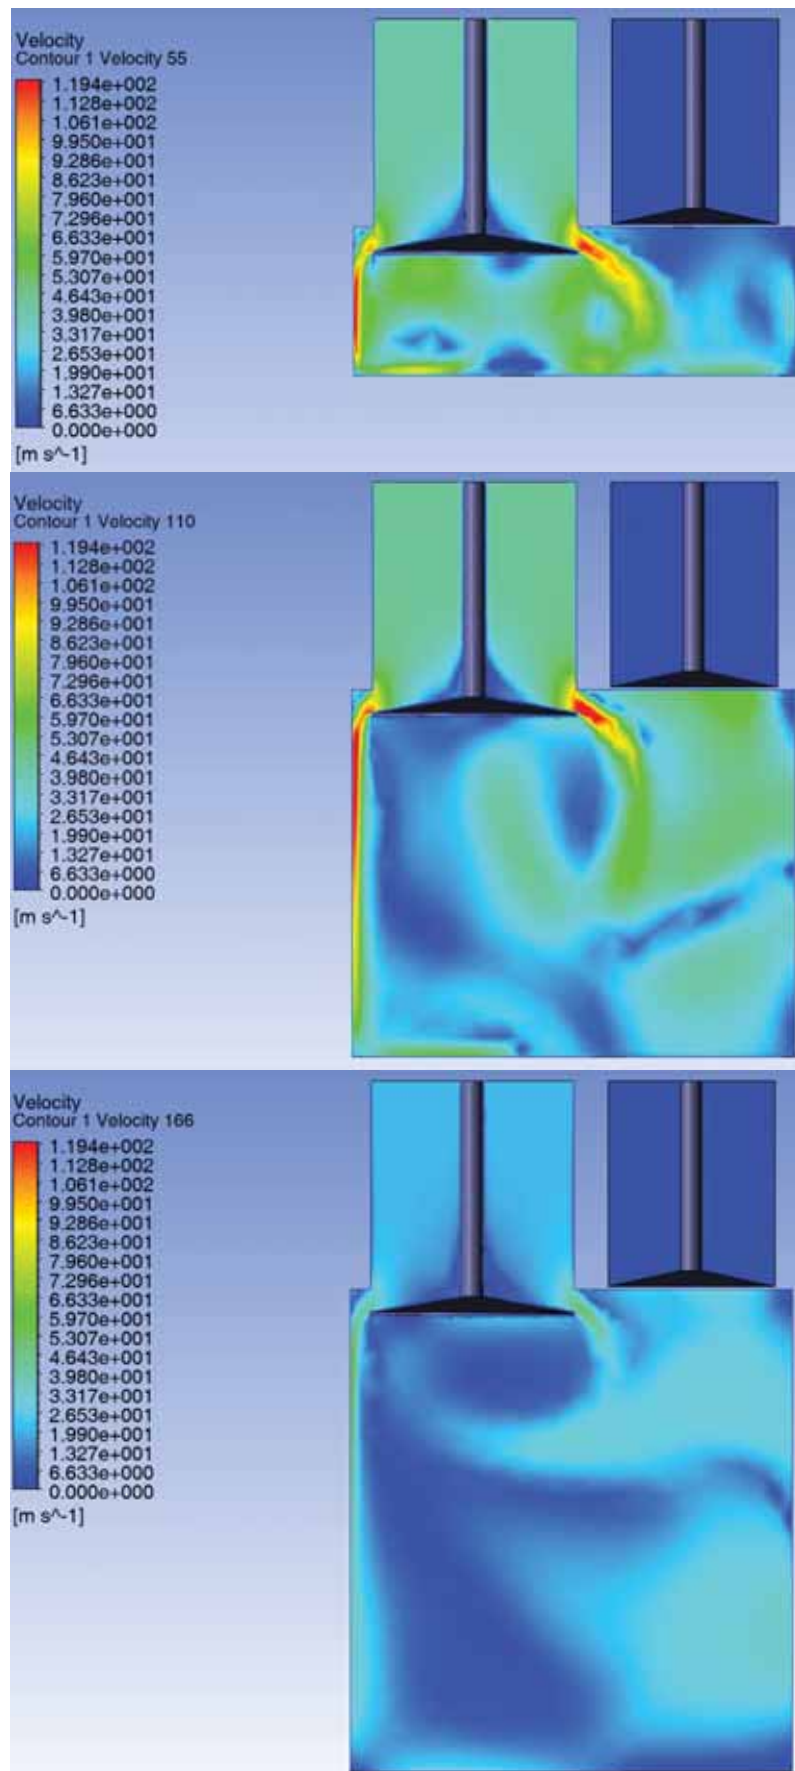 Velocity
Contour 1 Velocity 55
1.194e+002
1.128e+002
1.061e+002
9.950e+001
9.286e+001
8.623e+001
7.960e+001
7.296e+001
6.633e+001
5.970e+001
5.307e+001
4.643e+001
3.980e+001
3.317e+001
2.653e+001
1.990e+001
1.327e+001
6.633e+000
0.000e+000
[m s^-1]
Velocity
Contour 1 Velocity 110
1.194e+002
1.128e+002
1.061e+002
9.950e+001
9.286e+001
8.623e+001
7.960e+001
7.296e+001
6.633e+001
5.970e+001
5.307e+001
4.643e+001
3.980e+001
3.317e+001
2.653e+001
1.990e+001
1.327e+001
6.633e+000
0.000e+000
[m s^-1]
Velocity
Contour 1 Velocity 166
1.194e+002
1.128e+002
1.061e+002
9.950e+001
9.286e+001
8.623e+001
7.960e+001
7.296e+001
6.633e+001
5.970e+001
5.307e+001
4.643e+001
3.980e+001
3.317e+001
2.653e+001
1.990e+001
1.327e+001
6.633e+000
0.000e+000
[m s^-1]